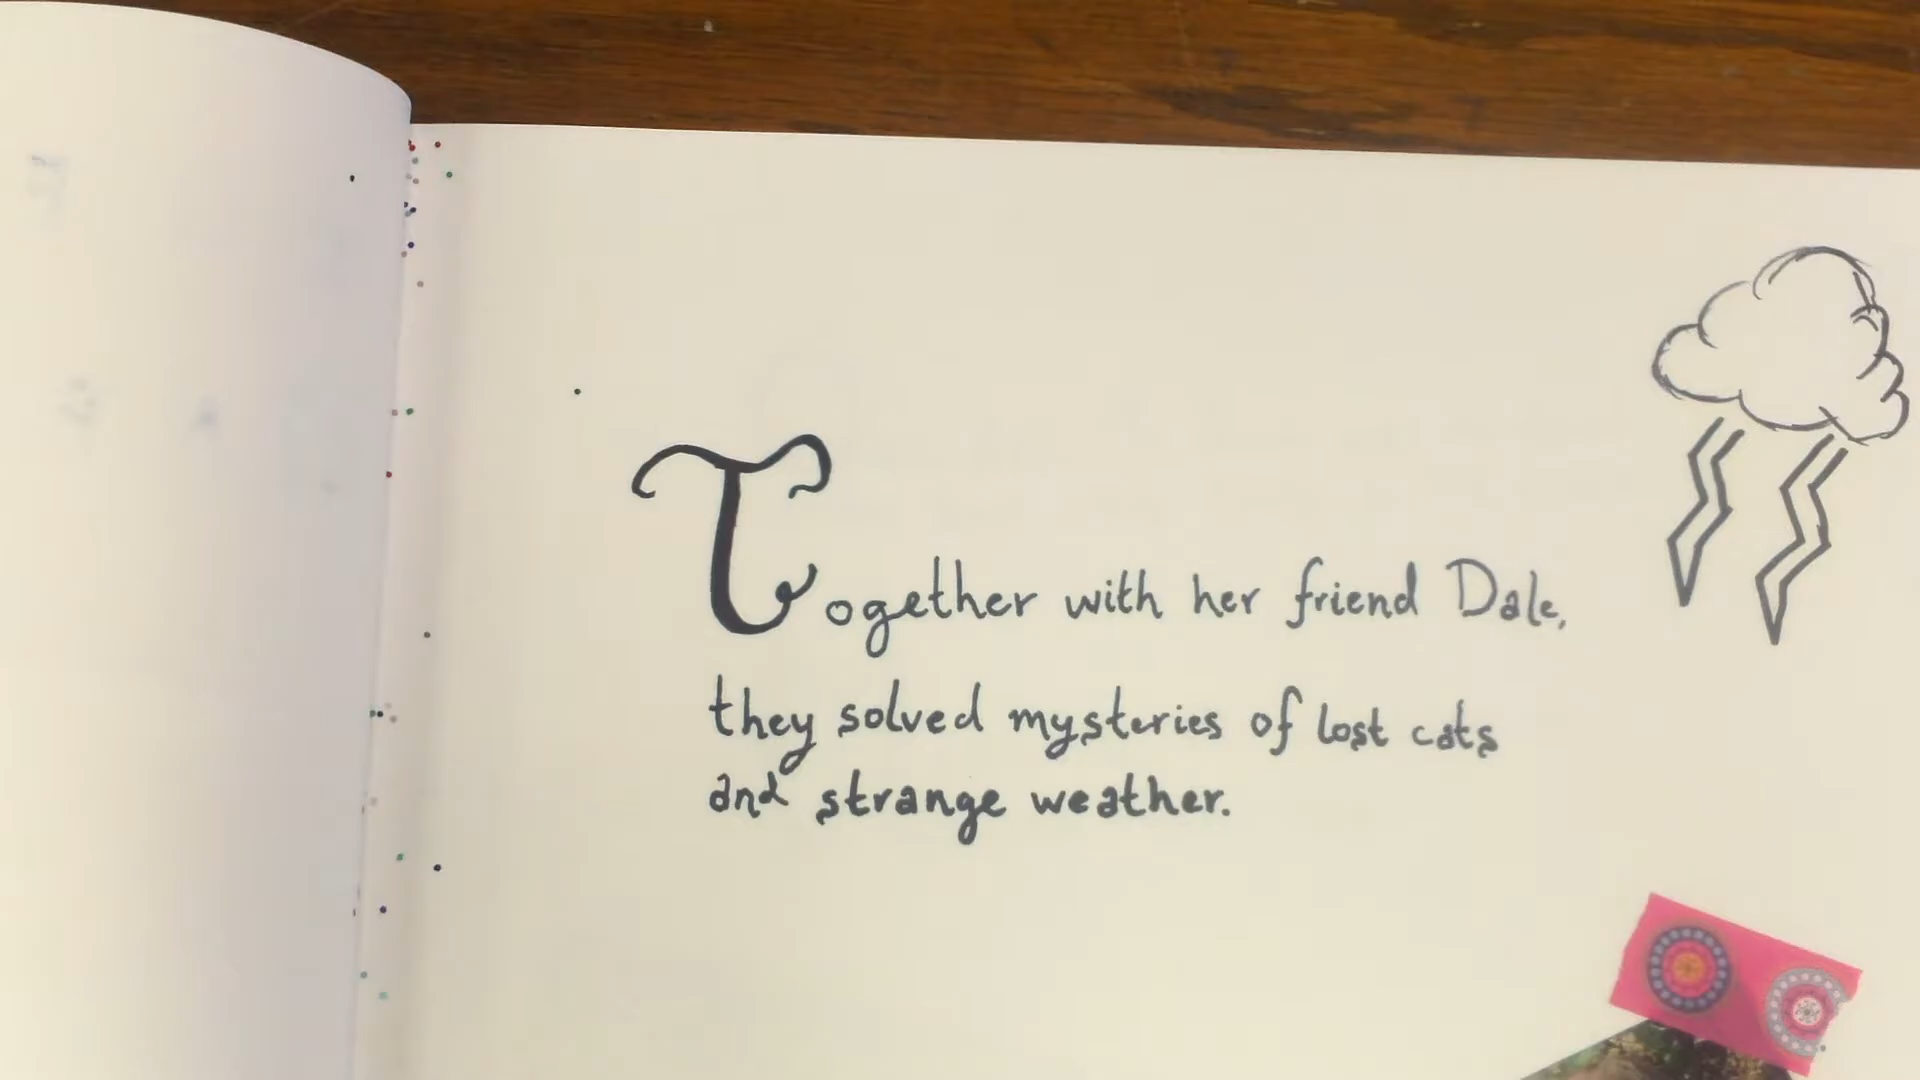 Together with her friend Dale,
they solved mysteries of lost cats
and strange weather.